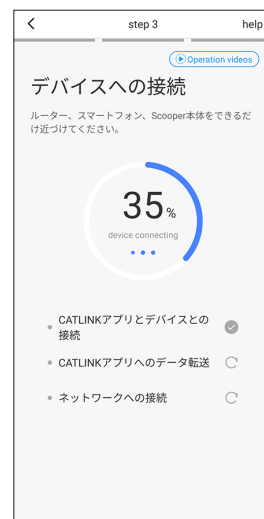 step 3
help
Operation videos
デバイスへの接続
ルーター、スマートフォン、Scooper本体をできるだ
け近づけてください。
35%
device connecting
CATLINKアプリとデバイスとの
接続
CATLINKアプリへのデータ転送
ネットワークへの接続